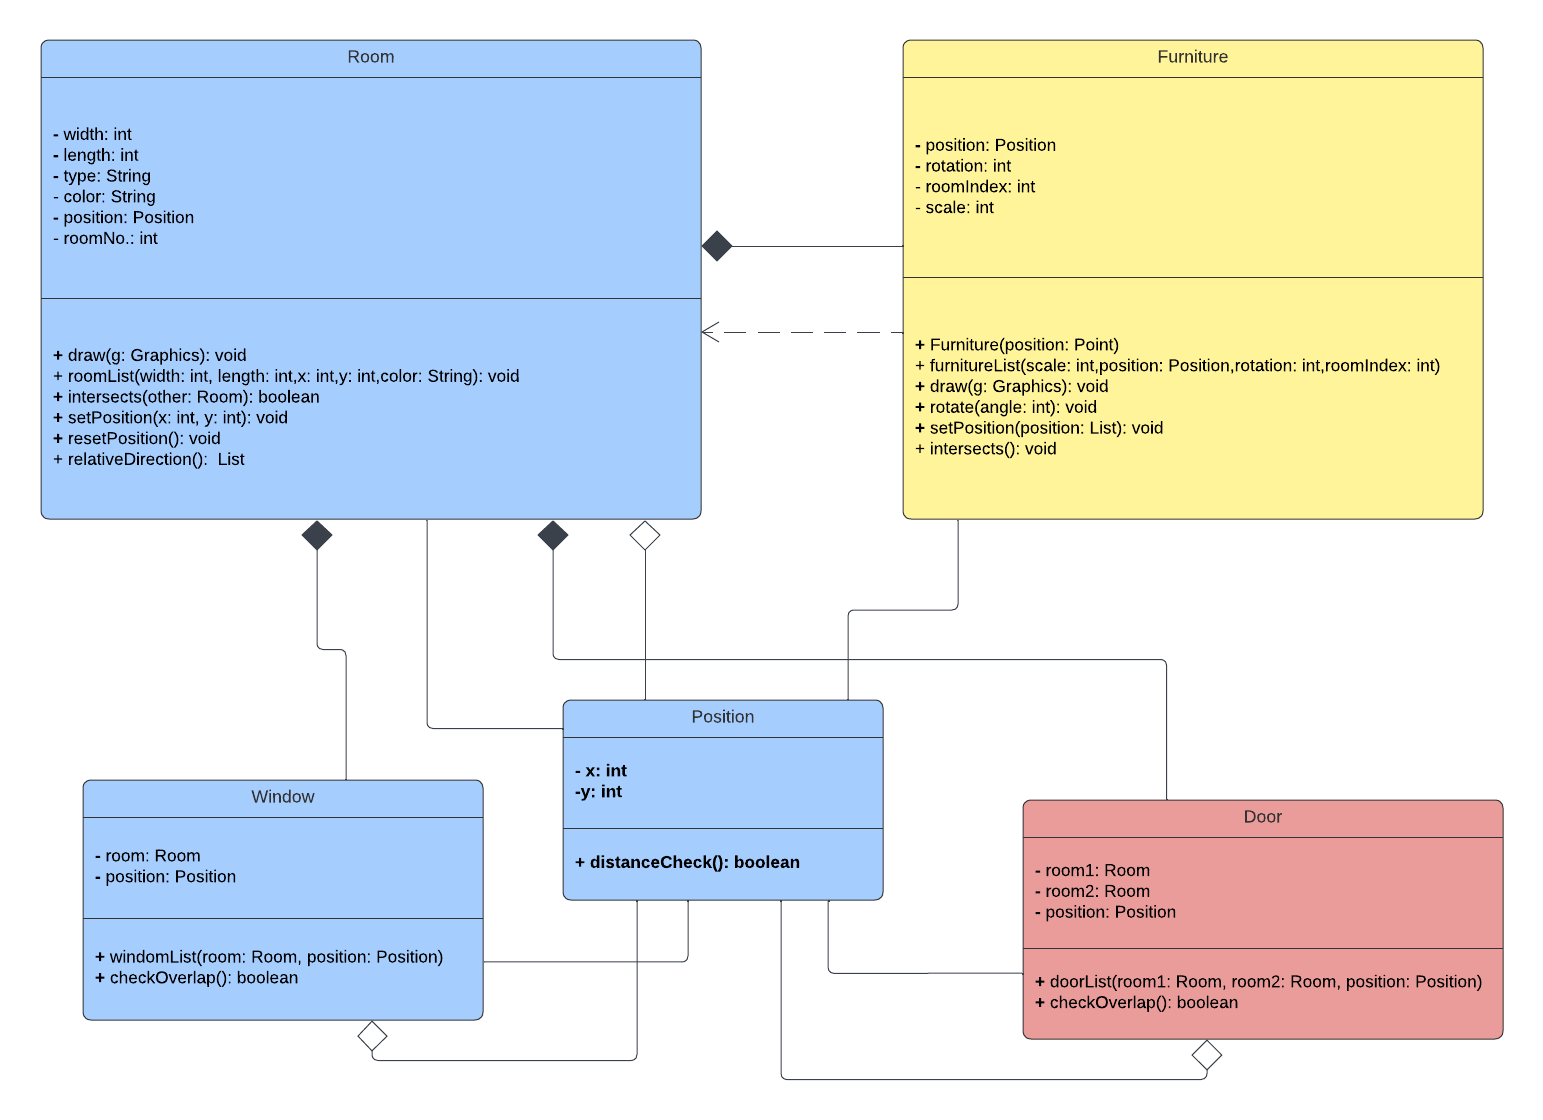 Room
- width: int
- length: int
- type: String
- color: String
- position: Position
- roomNo.: int
+ draw(g: Graphics): void
+ roomList(width: int, length: int,x: int,y: int,color: String): void
+ intersects(other: Room): boolean
+ setPosition(x: int, y: int): void
+ resetPosition(): void
+ relativeDirection():  List
Furniture
- position: Position
- rotation: int
- roomIndex: int
- scale: int
+ Furniture(position: Point)
+ furnitureList(scale: int,position: Position,rotation: int,roomIndex: int)
+ draw(g: Graphics): void
+ rotate(angle: int): void
+ setPosition(position: List): void
+ intersects(): void
Position
- x: int
-y: int
+ distanceCheck(): boolean
Window
- room: Room
- position: Position
+ windomList(room: Room, position: Position)
+ checkOverlap(): boolean
Door
- room1: Room
- room2: Room
- position: Position
+ doorList(room1: Room, room2: Room, position: Position)
+ checkOverlap(): boolean